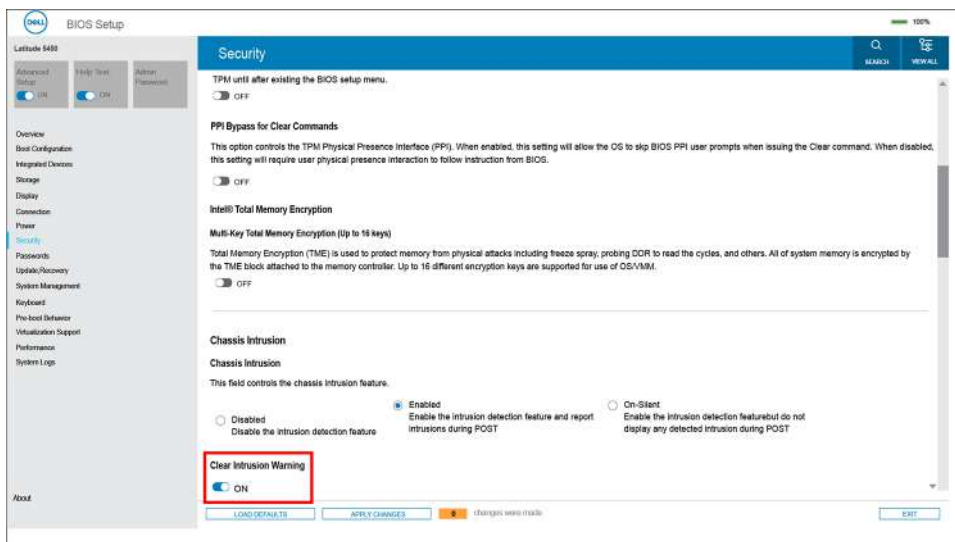 DELL
BIOS Setup
100%
Latitude 5480
Advanced Setup
ON
Help Text
ON
Admin Password
Overview
Boot Configuration
Integrated Devices
Storage
Display
Connection
Power
Security
Passwords
Update,Recovery
System Management
Keyboard
Pre-boot Behavior
Virtualization Support
Performance
System Logs
About
Security
SEARCH
VIEW ALL
TPM until after existing the BIOS setup menu.
OFF
PPI Bypass for Clear Commands
This option controls the TPM Physical Presence Interface (PPI). When enabled, this setting will allow the OS to skp BIOS PPI user prompts when issuing the Clear command. When disabled,
this setting will require user physical presence interaction to follow instruction from BIOS.
OFF
Intel® Total Memory Encryption
Multi-Key Total Memory Encryption (Up to 16 keys)
Total Memory Encryption (TME) is used to protect memory from physical attacks including freeze spray, probing DDR to read the cycles, and others. All of system memory is encrypted by
the TME block attached to the memory controller. Up to 16 different encryption keys are supported for use of OS/VMM.
OFF
Chassis Intrusion
Chassis Intrusion
This field controls the chassis intrusion feature.
Disabled
Disable the intrusion detection feature
Enabled
Enable the intrusion detection feature and report
intrusions during POST
On-Silent
Enable the intrusion detection featurebut do not
display any detected intrusion during POST
Clear Intrusion Warning
ON
LOAD DEFAULTS
APPLY CHANGES
changes were made
EXIT